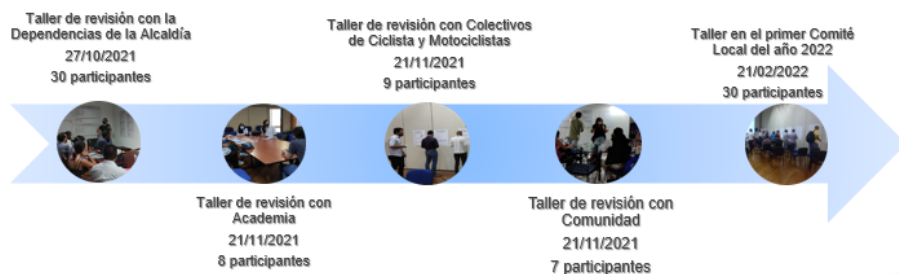 Taller de revisión con la
Dependencias de la Alcaldía
27/10/2021
30 participantes
Taller de revisión con
Academia
21/11/2021
8 participantes
Taller de revisión con Colectivos
de Ciclista y Motociclistas
21/11/2021
9 participantes
Taller de revisión con
Comunidad
21/11/2021
7 participantes
Taller en el primer Comité
Local del año 2022
21/02/2022
30 participantes